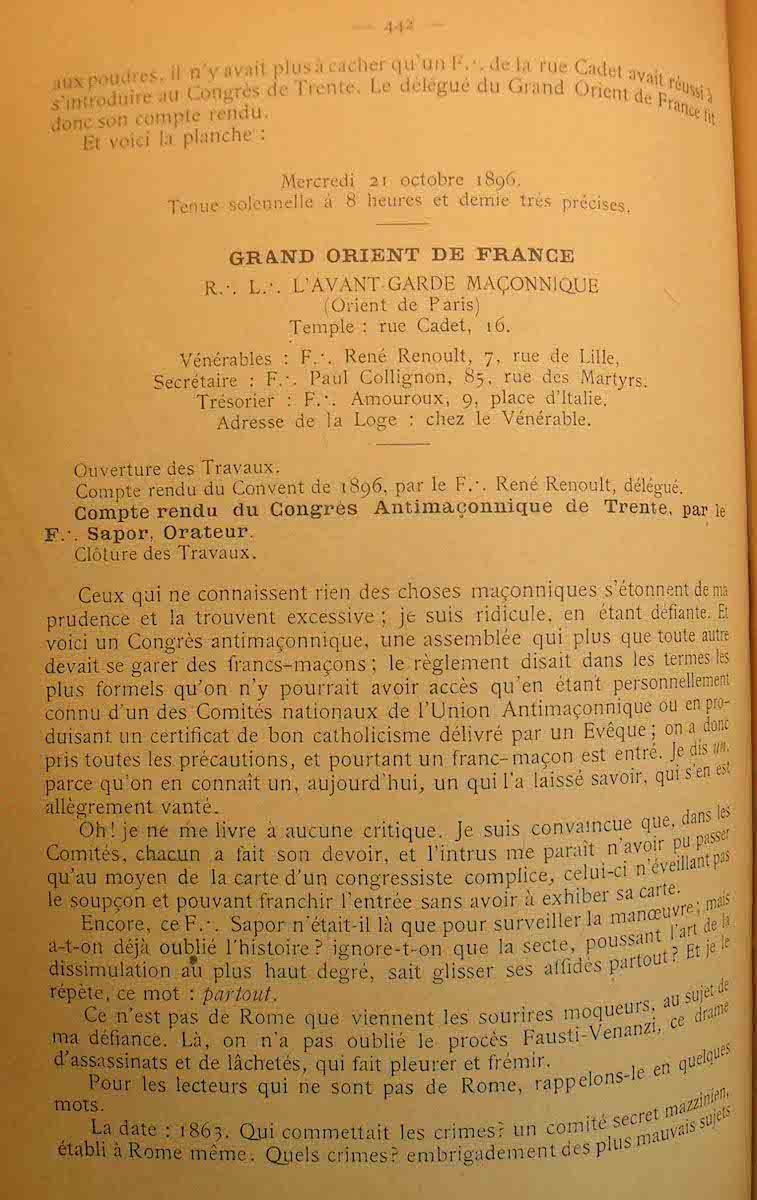 — 442 —
aux poudres, il n'y avait plus à cacher qu'un F.·. de la rue Cadet avait réussi à
s'introduire au Congrès de Trente. Le délégué du Grand Orient de France fit
donc son compte rendu.
Et voici la planche :
Mercredi 21 octobre 1896.
Tenue solennelle à 8 heures et demie très précises.
GRAND ORIENT DE FRANCE
R.·. L.·. L'AVANT-GARDE MAÇONNIQUE
(Orient de Paris)
Temple : rue Cadet, 16.
Vénérables : F.·. René Renoult, 7, rue de Lille,
Secrétaire : F.·. Paul Collignon, 85, rue des Martyrs.
Trésorier : F.·. Amouroux, 9, place d'Italie.
Adresse de la Loge : chez le Vénérable.
Ouverture des Travaux.
Compte rendu du Convent de 1896, par le F.·. René Renoult, délégué.
Compte rendu du Congrès Antimaçonnique de Trente, par le
F.·. Sapor, Orateur.
Clôture des Travaux.
Ceux qui ne connaissent rien des choses maçonniques s'étonnent de ma
prudence et la trouvent excessive ; je suis ridicule, en étant défiante. Et
voici un Congrès antimaçonnique, une assemblée qui plus que toute autre
devait se garer des francs-maçons ; le règlement disait dans les termes les
plus formels qu'on n'y pourrait avoir accès qu'en étant personnellement
connu d'un des Comités nationaux de l'Union Antimaçonnique ou en pro-
duisant un certificat de bon catholicisme délivré par un Evêque ; on a donc
pris toutes les précautions, et pourtant un franc-maçon est entré. Je dis un,
parce qu'on en connaît un, aujourd'hui, un qui l'a laissé savoir, qui s'en est
allègrement vanté.
Oh! je ne me livre à aucune critique. Je suis convaincue que, dans les
Comités, chacun a fait son devoir, et l'intrus me paraît n'avoir pu passer
qu'au moyen de la carte d'un congressiste complice, celui-ci n'éveillant pas
le soupçon et pouvant franchir l'entrée sans avoir à exhiber sa carte.
Encore, ce F.·. Sapor n'était-il là que pour surveiller la manœuvre ; mais
a-t-on déjà oublié l'histoire? ignore-t-on que la secte, poussant l'art de la
dissimulation au plus haut degré, sait glisser ses affidés partout? Et je le
répète, ce mot : partout.
Ce n'est pas de Rome que viennent les sourires moqueurs, au sujet de
ma défiance. Là, on n'a pas oublié le procès Fausti-Venanzi, ce drame
d'assassinats et de lâchetés, qui fait pleurer et frémir.
Pour les lecteurs qui ne sont pas de Rome, rappelons-le en quelques
mots.
La date : 1863. Qui commettait les crimes? un comité secret mazzinien,
établi à Rome même. Quels crimes? embrigadement des plus mauvais sujets